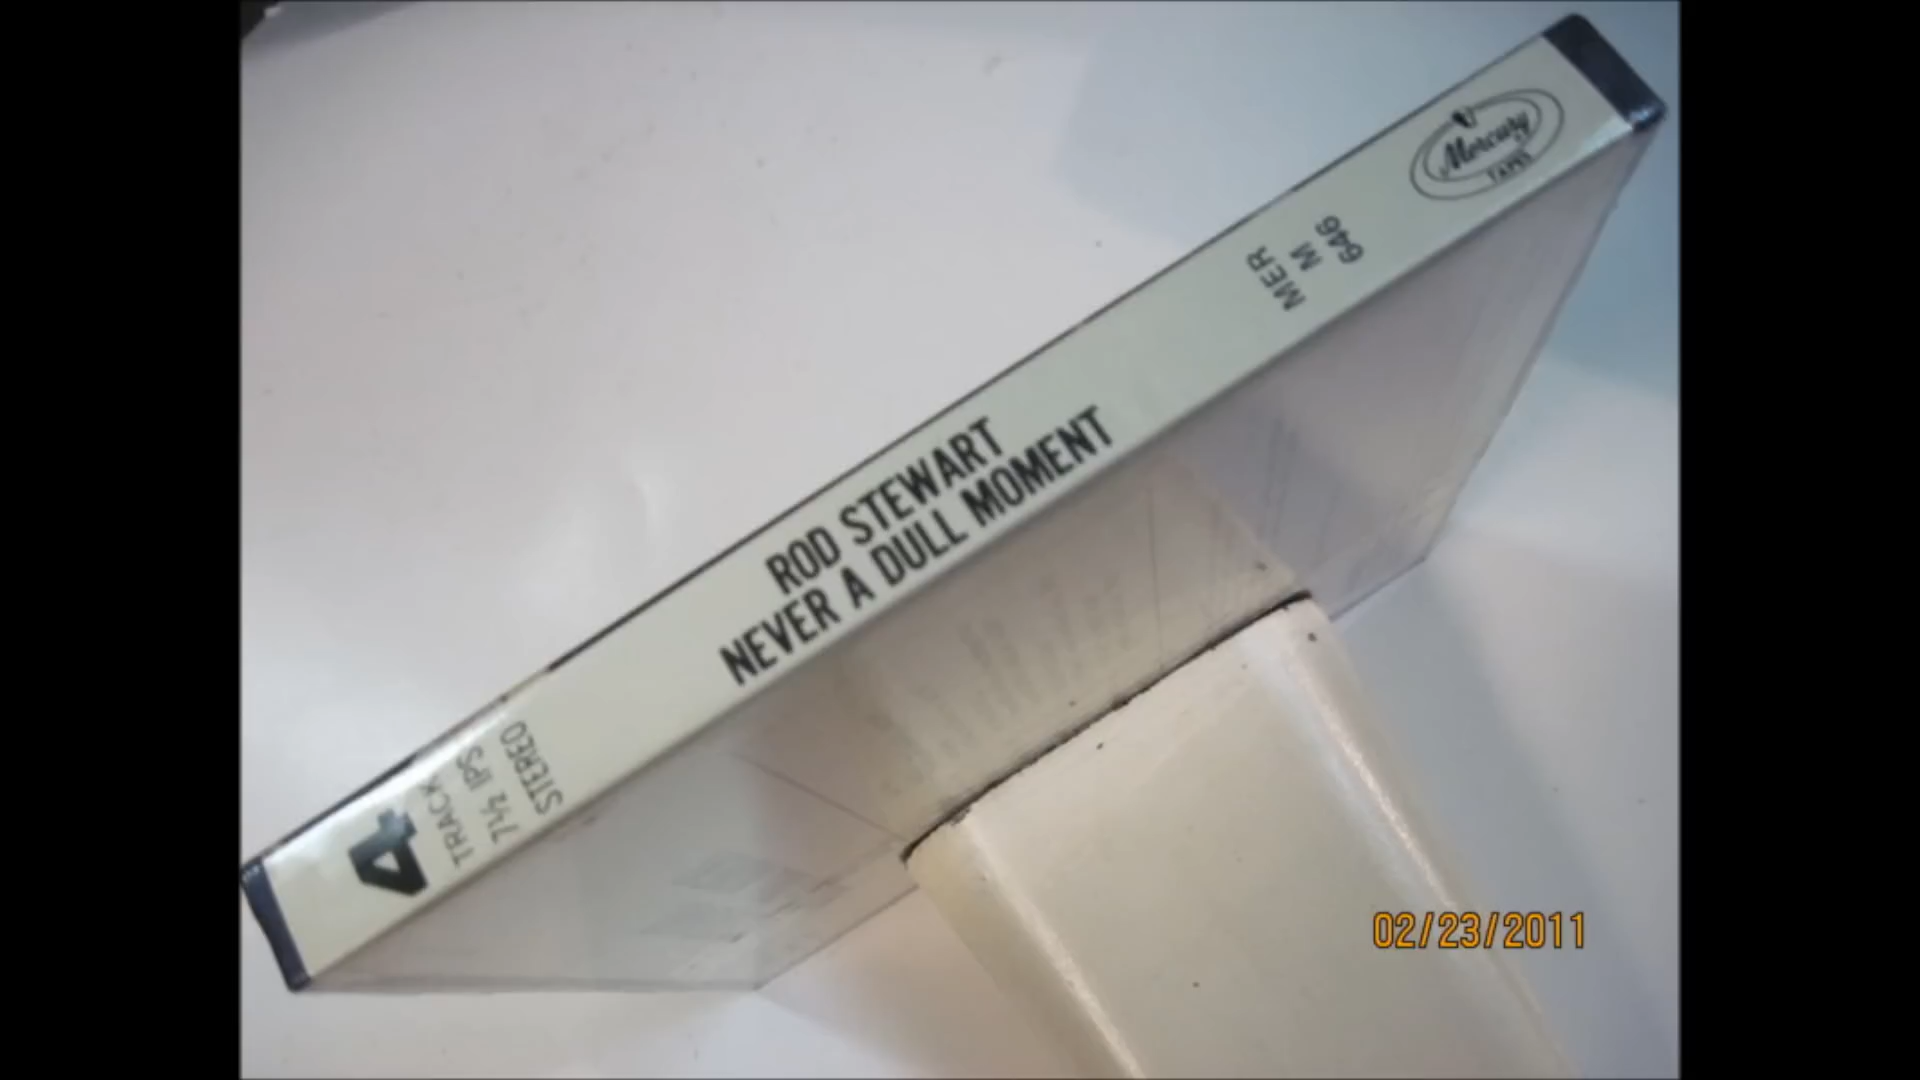 4
TRACK
7½ IPS
STEREO
ROD STEWART
NEVER A DULL MOMENT
MER
M
646
Mercury
TAPES
02/23/2011